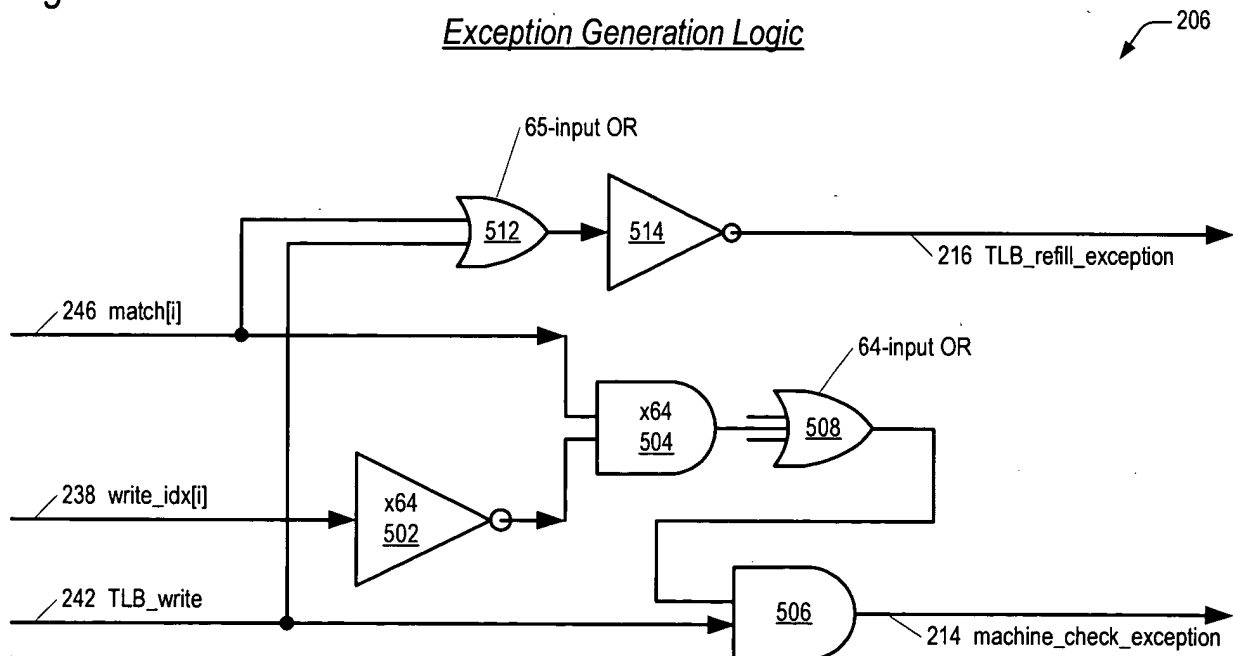 Exception Generation Logic
206
65-input OR
512
514
216 TLB_refill_exception
246 match[i]
64-input OR
x64
504
508
238 write_idx[i]
x64
502
242 TLB_write
506
214 machine_check_exception